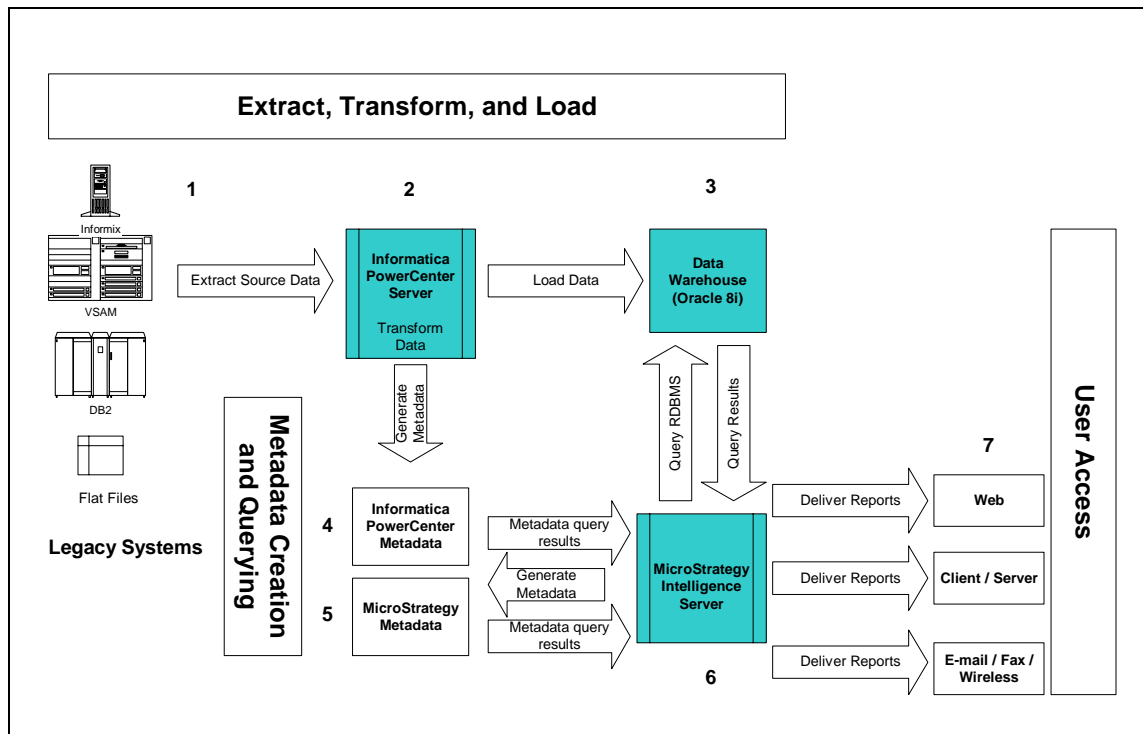 Extract, Transform, and Load
1
2
3
Informix
VSAM
DB2
Flat Files
Legacy Systems
Extract Source Data
Informatica
PowerCenter
Server
Transform
Data
Load Data
Data
Warehouse
(Oracle 8i)
Generate
Metadata
Query RDBMS
Query Results
Metadata Creation
and Querying
4
Informatica
PowerCenter
Metadata
5
MicroStrategy
Metadata
Metadata query
results
Generate
Metadata
Metadata query
results
MicroStrategy
Intelligence
Server
6
7
Deliver Reports
Web
Deliver Reports
Client / Server
Deliver Reports
E-mail / Fax /
Wireless
User Access